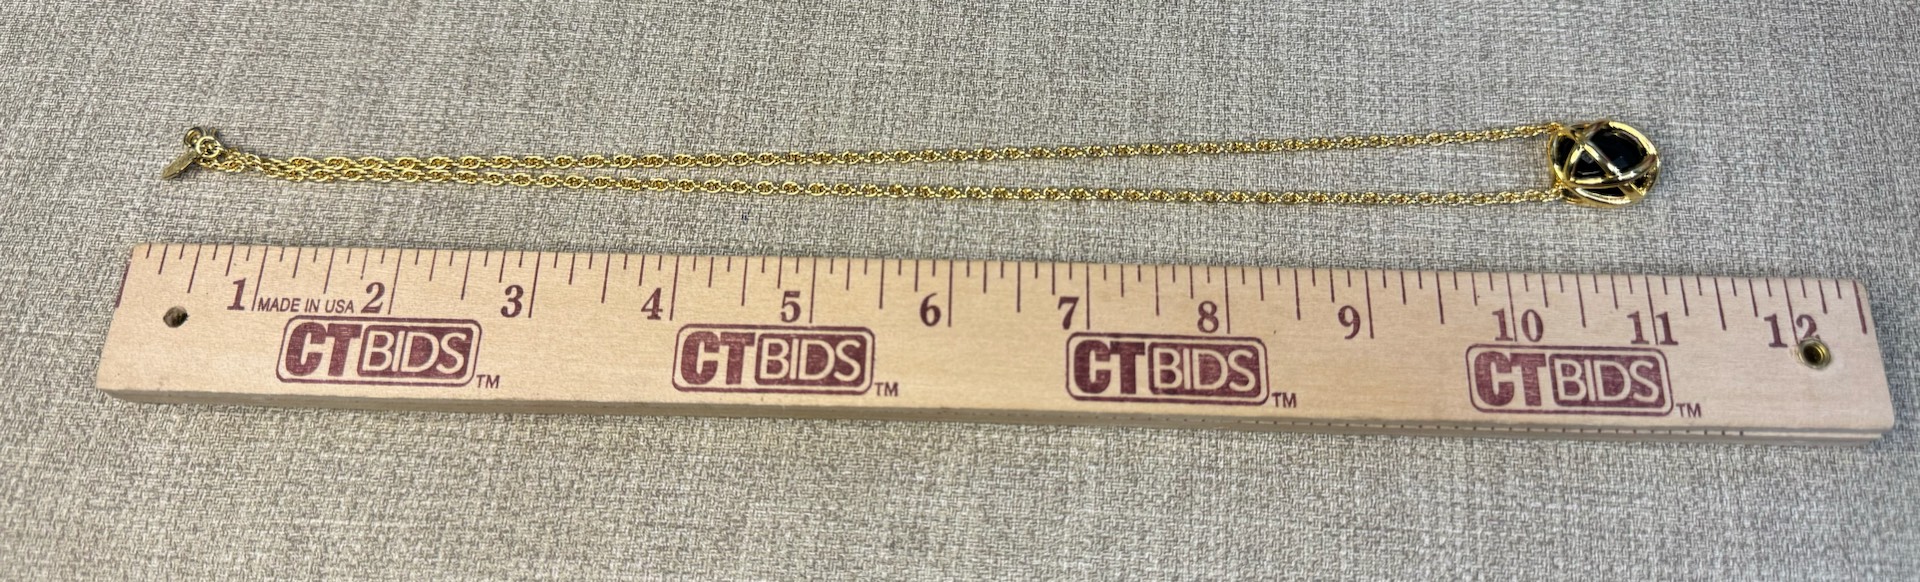 1 MADE IN USA 2 3 4 5 6 7 8 9 10 11 12
CTBIDS™ CTBIDS™ CTBIDS™ CTBIDS™